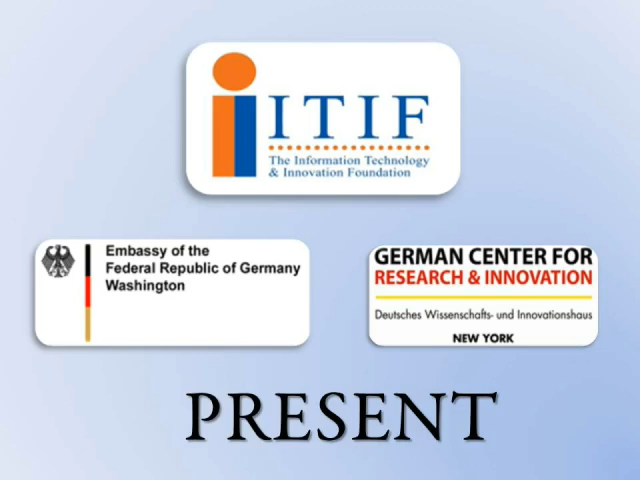 ITIF
The Information Technology
& Innovation Foundation
Embassy of the
Federal Republic of Germany
Washington
GERMAN CENTER FOR
RESEARCH & INNOVATION
Deutsches Wissenschafts- und Innovationshaus
NEW YORK
PRESENT